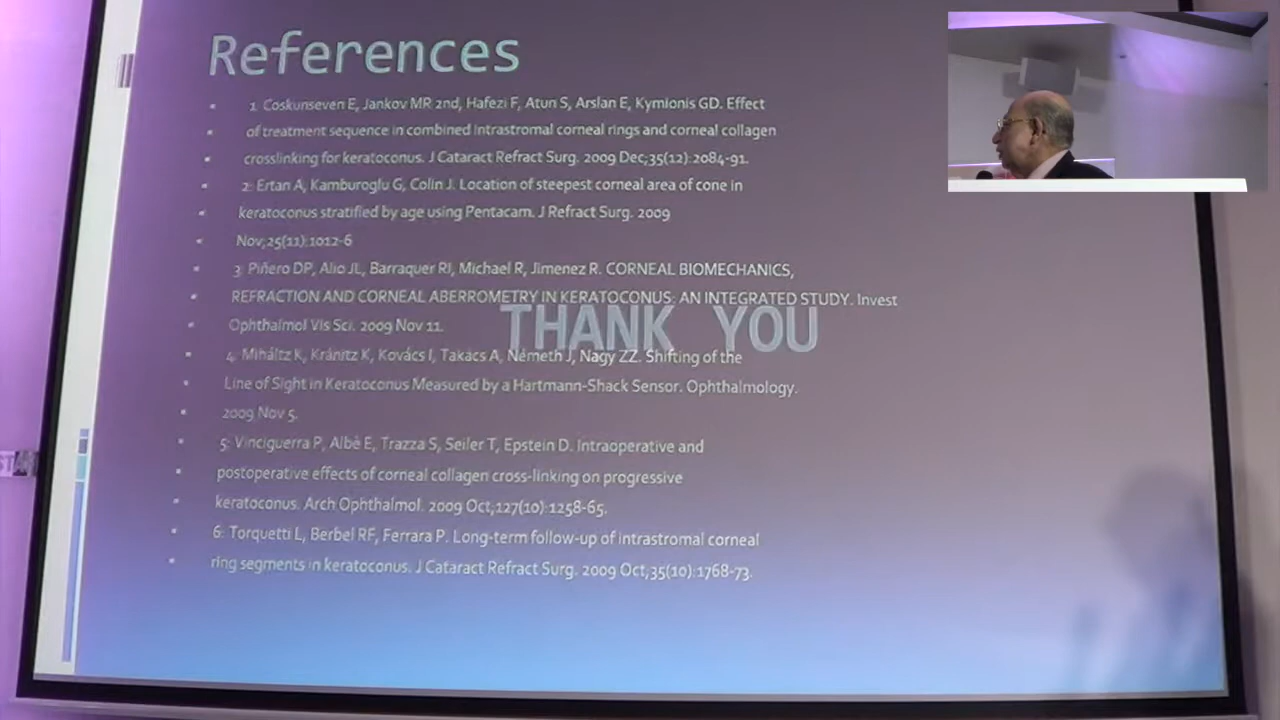 References
1. Coskunseven E, Jankov MR 2nd, Hafezi F, Atun S, Arslan E, Kymionis GD. Effect
of treatment sequence in combined intrastromal corneal rings and corneal collagen
crosslinking for keratoconus. J Cataract Refract Surg. 2009 Dec;35(12):2084-91.
2: Ertan A, Kamburoglu G, Colin J. Location of steepest corneal area of cone in
keratoconus stratified by age using Pentacam. J Refract Surg. 2009
Nov;25(11):1012-6
3: Piñero DP, Alio JL, Barraquer RI, Michael R, Jimenez R. CORNEAL BIOMECHANICS,
REFRACTION AND CORNEAL ABERROMETRY IN KERATOCONUS: AN INTEGRATED STUDY. Invest
Ophthalmol Vis Sci. 2009 Nov 11.
THANK YOU
4: Miháltz K, Kránitz K, Kovács I, Takács A, Németh J, Nagy ZZ. Shifting of the
Line of Sight in Keratoconus Measured by a Hartmann-Shack Sensor. Ophthalmology.
2009 Nov 5.
5: Vinciguerra P, Albè E, Trazza S, Seiler T, Epstein D. Intraoperative and
postoperative effects of corneal collagen cross-linking on progressive
keratoconus. Arch Ophthalmol. 2009 Oct;127(10):1258-65.
6: Torquetti L, Berbel RF, Ferrara P. Long-term follow-up of intrastromal corneal
ring segments in keratoconus. J Cataract Refract Surg. 2009 Oct;35(10):1768-73.